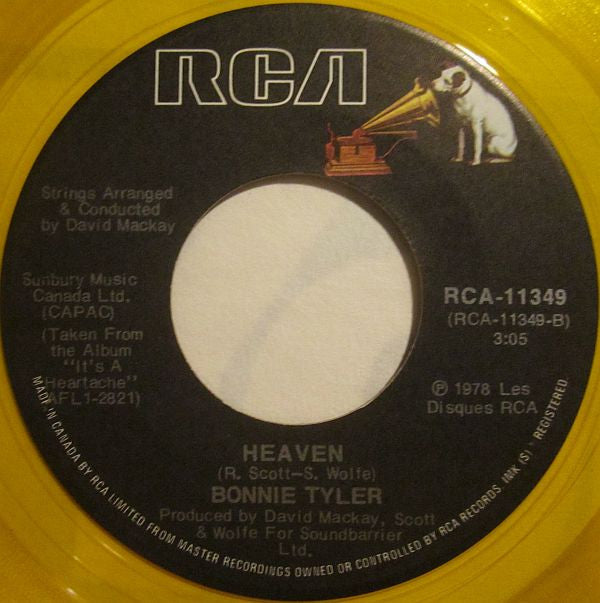 RCA
Strings Arranged
& Conducted
by David Mackay
Sunbury Music
Canada Ltd.
(CAPAC)
(Taken From
the Album
"It's A
Heartache"
AFL1-2821)
RCA-11349
(RCA-11349-B)
3:05
℗ 1978 Les
Disques RCA
HEAVEN
(R. Scott–S. Wolfe)
BONNIE TYLER
Produced by David Mackay, Scott
& Wolfe For Soundbarrier
Ltd.
MADE IN CANADA BY RCA LIMITED FROM MASTER RECORDINGS OWNED OR CONTROLLED BY RCA RECORDS. TMK (S) · REGISTERED.